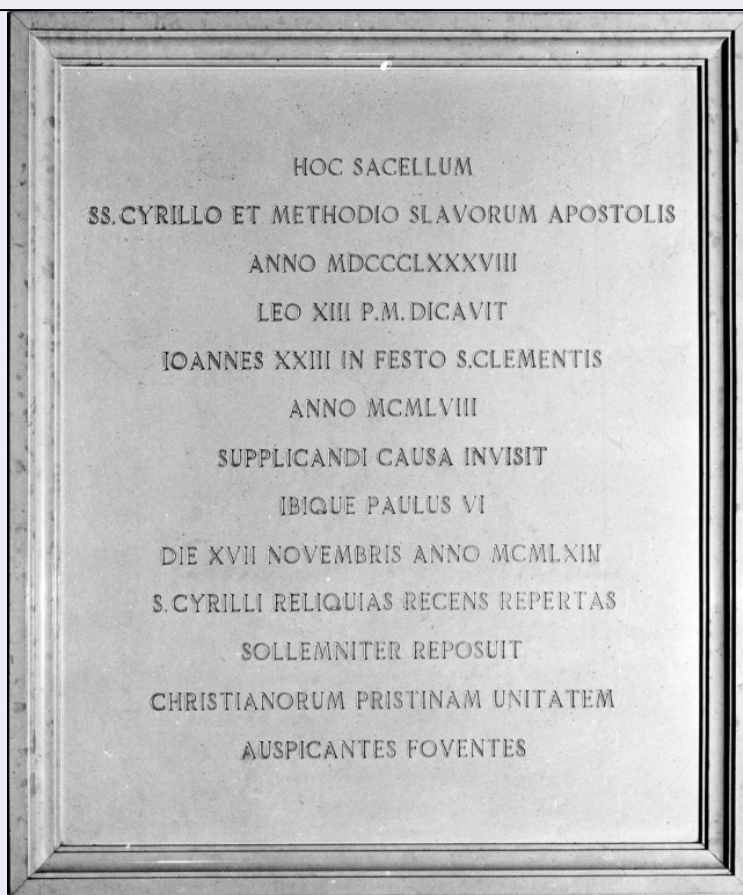 HOC SACELLUM
SS. CYRILLO ET METHODIO SLAVORUM APOSTOLIS
ANNO MDCCCLXXXVIII
LEO XIII P.M. DICAVIT
IOANNES XXIII IN FESTO S. CLEMENTIS
ANNO MCMLVIII
SUPPLICANDI CAUSA INVISIT
IBIQUE PAULUS VI
DIE XVII NOVEMBRIS ANNO MCMLXIII
S. CYRILLI RELIQUIAS RECENS REPERTAS
SOLLEMNITER REPOSUIT
CHRISTIANORUM PRISTINAM UNITATEM
AUSPICANTES FOVENTES